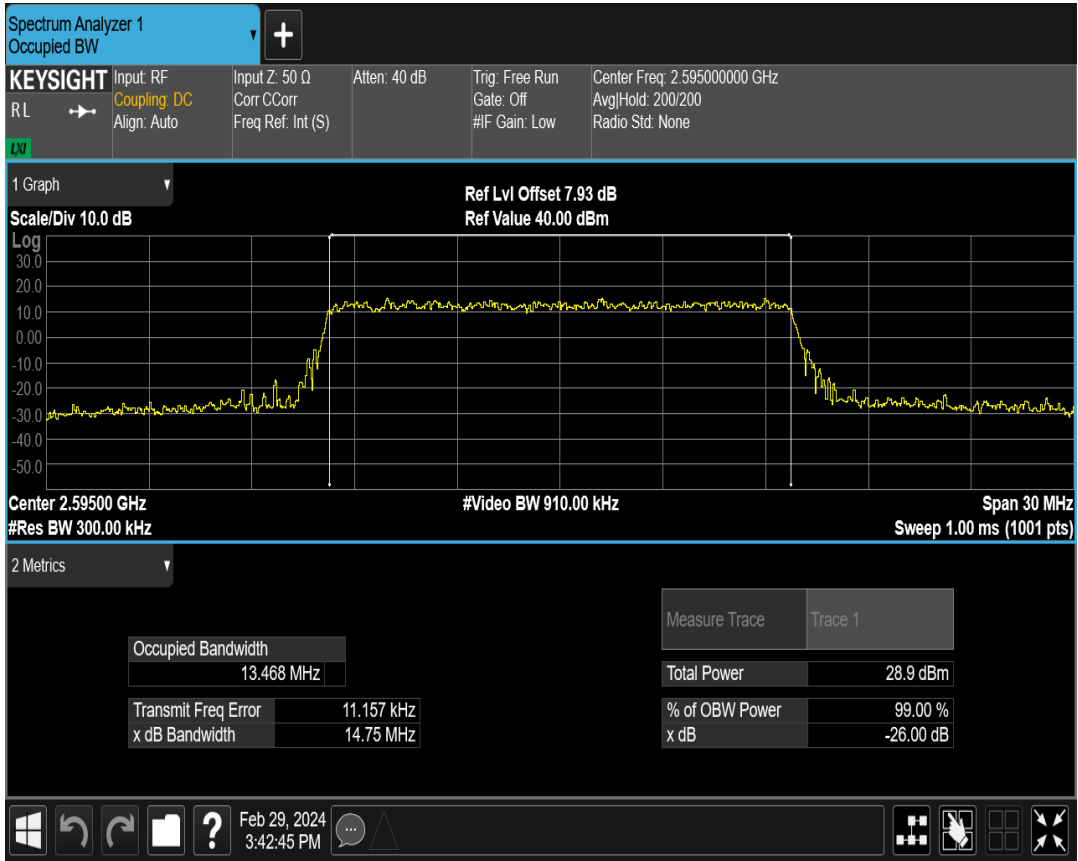 Spectrum Analyzer 1
Occupied BW
+
KEYSIGHT
R L
LXI
Input: RF
Coupling: DC
Align: Auto
Input Z: 50 Ω
Corr CCorr
Freq Ref: Int (S)
Atten: 40 dB
Trig: Free Run
Gate: Off
#IF Gain: Low
Center Freq: 2.595000000 GHz
Avg|Hold: 200/200
Radio Std: None
1 Graph
Scale/Div 10.0 dB
Ref Lvl Offset 7.93 dB
Ref Value 40.00 dBm
Log
30.0
20.0
10.0
0.00
-10.0
-20.0
-30.0
-40.0
-50.0
Center 2.59500 GHz
#Video BW 910.00 kHz
Span 30 MHz
#Res BW 300.00 kHz
Sweep 1.00 ms (1001 pts)
2 Metrics
Measure Trace Trace 1
Occupied Bandwidth
13.468 MHz
Total Power 28.9 dBm
Transmit Freq Error 11.157 kHz
% of OBW Power 99.00 %
x dB Bandwidth 14.75 MHz
x dB -26.00 dB
?
Feb 29, 2024
3:42:45 PM